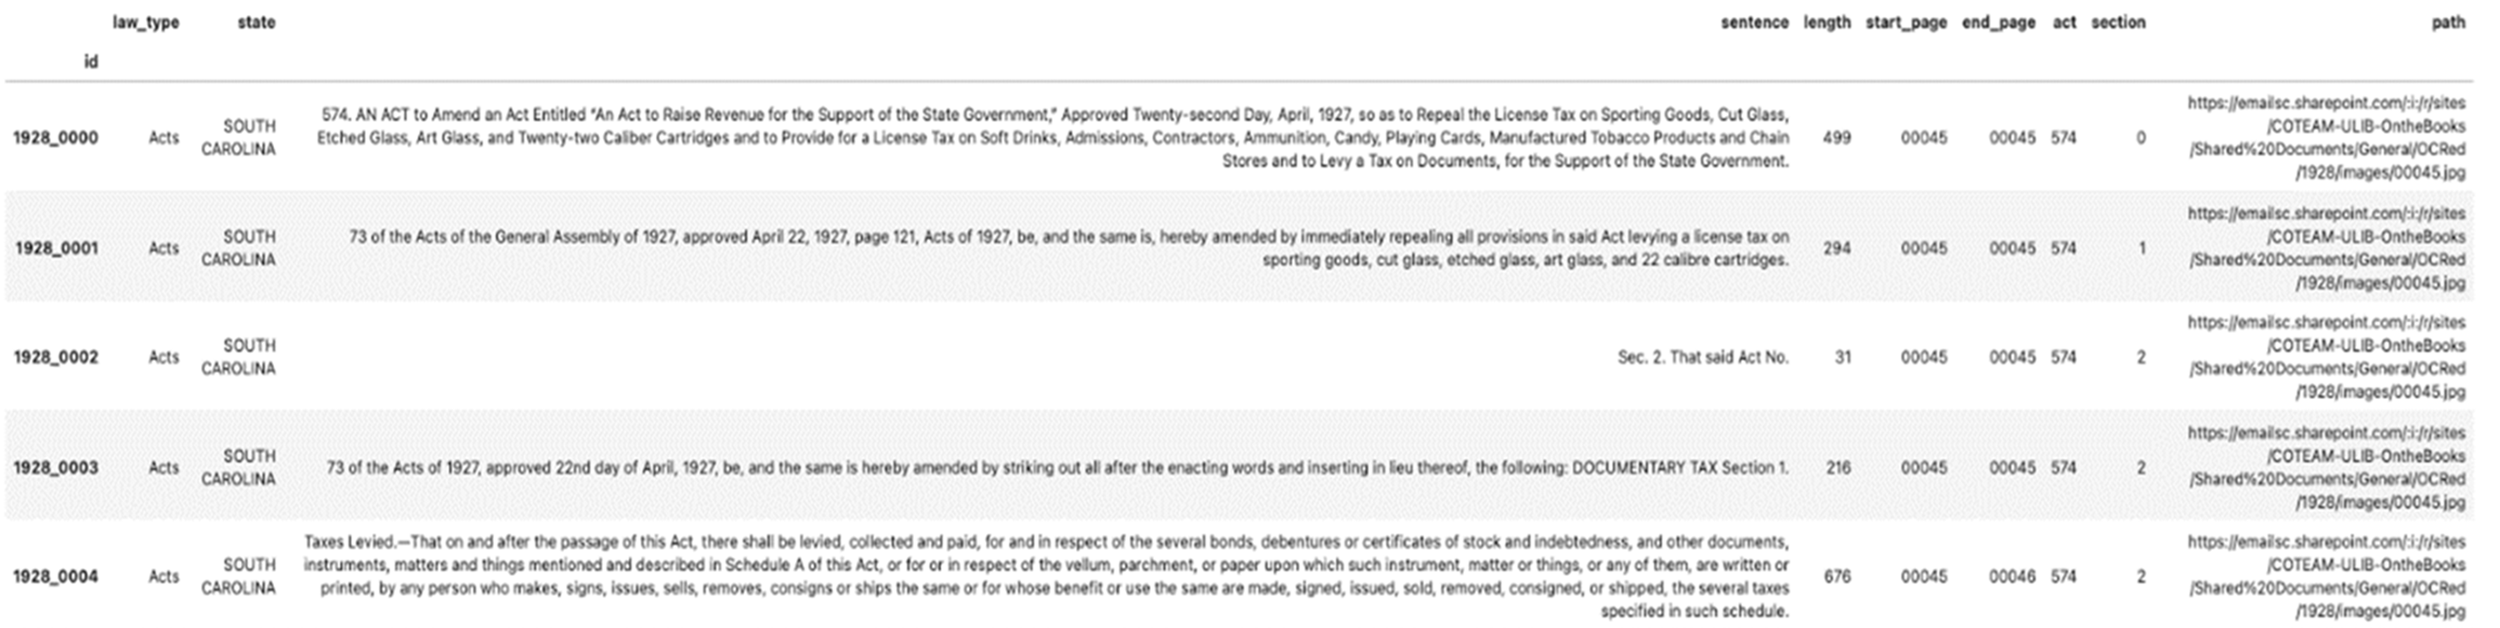 law_type state sentence length start_page end_page act section path
id
1928_0000 Acts SOUTH CAROLINA 574. AN ACT to Amend an Act Entitled "An Act to Raise Revenue for the Support of the State Government," Approved Twenty-second Day, April, 1927, so as to Repeal the License Tax on Sporting Goods, Cut Glass,
Etched Glass, Art Glass, and Twenty-two Caliber Cartridges and to Provide for a License Tax on Soft Drinks, Admissions, Contractors, Ammunition, Candy, Playing Cards, Manufactured Tobacco Products and Chain
Stores and to Levy a Tax on Documents, for the Support of the State Government.
499 00045 00045 574 0
https://emailsc.sharepoint.com/:i:/r/sites
/COTEAM-ULIB-OntheBooks
/Shared%20Documents/General/OCRed
/1928/images/00045.jpg
1928_0001 Acts SOUTH CAROLINA 73 of the Acts of the General Assembly of 1927, approved April 22, 1927, page 121, Acts of 1927, be, and the same is, hereby amended by immediately repealing all provisions in said Act levying a license tax on
sporting goods, cut glass, etched glass, art glass, and 22 calibre cartridges.
294 00045 00045 574 1
https://emailsc.sharepoint.com/:i:/r/sites
/COTEAM-ULIB-OntheBooks
/Shared%20Documents/General/OCRed
/1928/images/00045.jpg
1928_0002 Acts SOUTH CAROLINA Sec. 2. That said Act No. 31 00045 00045 574 2
https://emailsc.sharepoint.com/:i:/r/sites
/COTEAM-ULIB-OntheBooks
/Shared%20Documents/General/OCRed
/1928/images/00045.jpg
1928_0003 Acts SOUTH CAROLINA 73 of the Acts of 1927, approved 22nd day of April, 1927, be, and the same is hereby amended by striking out all after the enacting words and inserting in lieu thereof, the following: DOCUMENTARY TAX Section 1. 216 00045 00045 574 2
https://emailsc.sharepoint.com/:i:/r/sites
/COTEAM-ULIB-OntheBooks
/Shared%20Documents/General/OCRed
/1928/images/00045.jpg
1928_0004 Acts SOUTH CAROLINA Taxes Levied.—That on and after the passage of this Act, there shall be levied, collected and paid, for and in respect of the several bonds, debentures or certificates of stock and indebtedness, and other documents,
instruments, matters and things mentioned and described in Schedule A of this Act, or for or in respect of the vellum, parchment, or paper upon which such instrument, matter or things, or any of them, are written or
printed, by any person who makes, signs, issues, sells, removes, consigns or ships the same or for whose benefit or use the same are made, signed, issued, sold, removed, consigned, or shipped, the several taxes
specified in such schedule.
676 00045 00046 574 2
https://emailsc.sharepoint.com/:i:/r/sites
/COTEAM-ULIB-OntheBooks
/Shared%20Documents/General/OCRed
/1928/images/00045.jpg